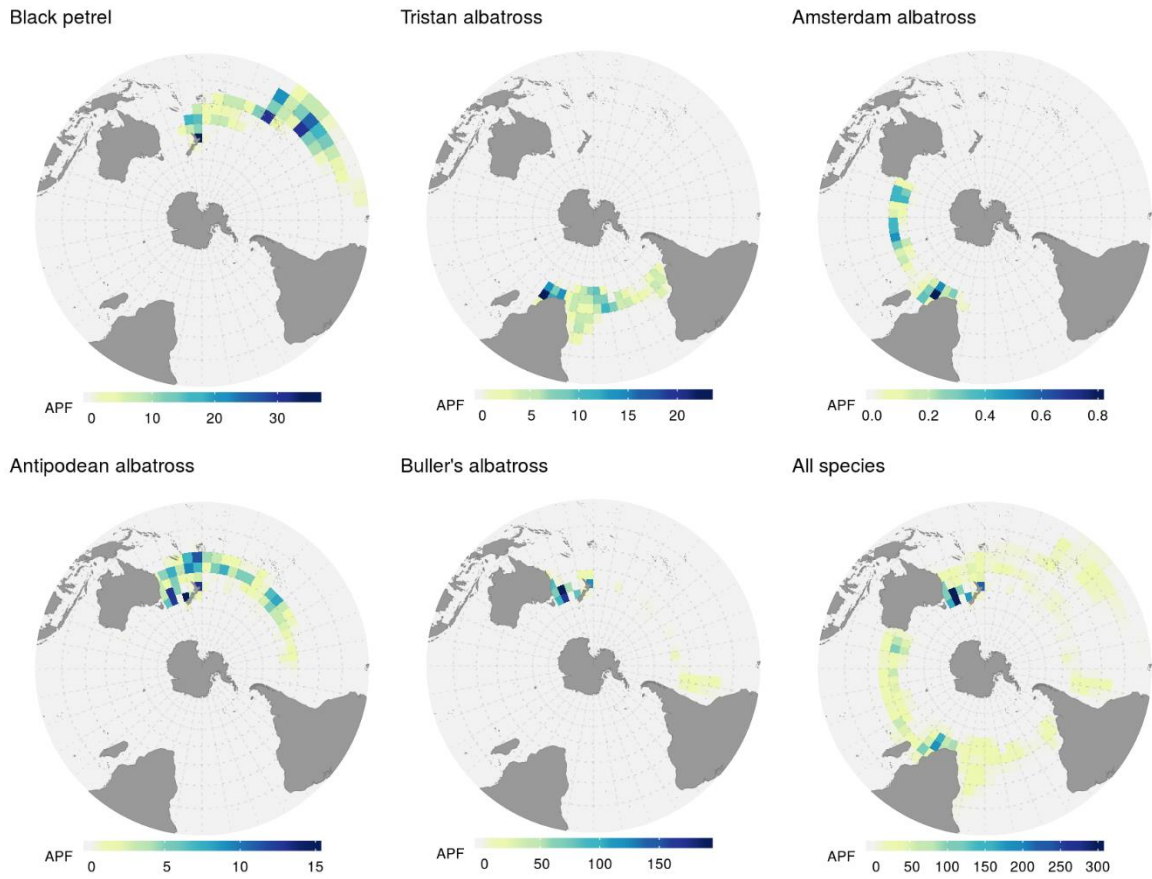 Black petrel Tristan albatross Amsterdam albatross
APF 0 10 20 30 APF 0 5 10 15 20 APF 0.0 0.2 0.4 0.6 0.8
Antipodean albatross Buller's albatross All species
APF 0 5 10 15 APF 0 50 100 150 APF 0 50 100 150 200 250 300